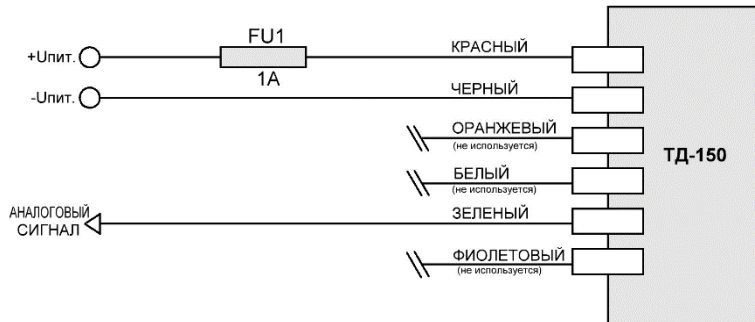 FU1
+Uпит.
КРАСНЫЙ
1A
-Uпит.
ЧЕРНЫЙ
ОРАНЖЕВЫЙ
(не используется)
ТД-150
БЕЛЫЙ
(не используется)
АНАЛОГОВЫЙ
СИГНАЛ
ЗЕЛЕНЫЙ
ФИОЛЕТОВЫЙ
(не используется)